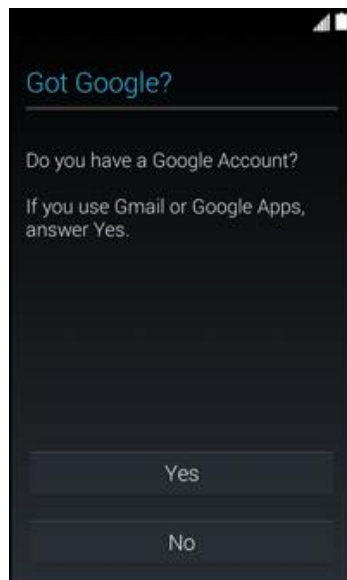 Got Google?
Do you have a Google Account?
If you use Gmail or Google Apps,
answer Yes.
Yes
No